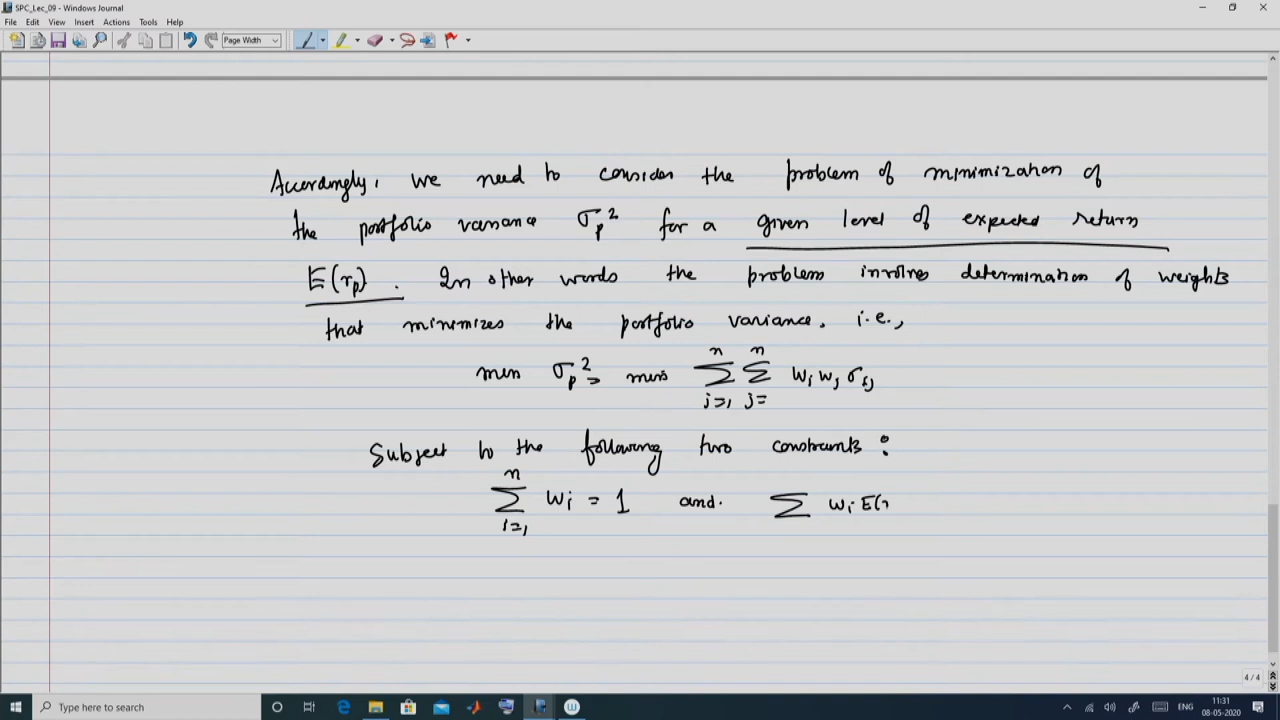 SPC_Lec_09 - Windows Journal
File Edit View Insert Actions Tools Help
Page Width
Accordingly, we need to consider the problem of minimization of
the portfolio variance σp² for a given level of expected return
E(rp). In other words the problem involves determination of weights
that minimizes the portfolio variance. i.e.,
min σp² = min ∑_{i=1}^{n} ∑_{j=}^{n} wi wj σij
Subject to the following two constraints :
∑_{i=1}^{n} wi = 1 and. ∑ wi E(r
4 / 4
Type here to search
ENG
11:31
08-05-2020